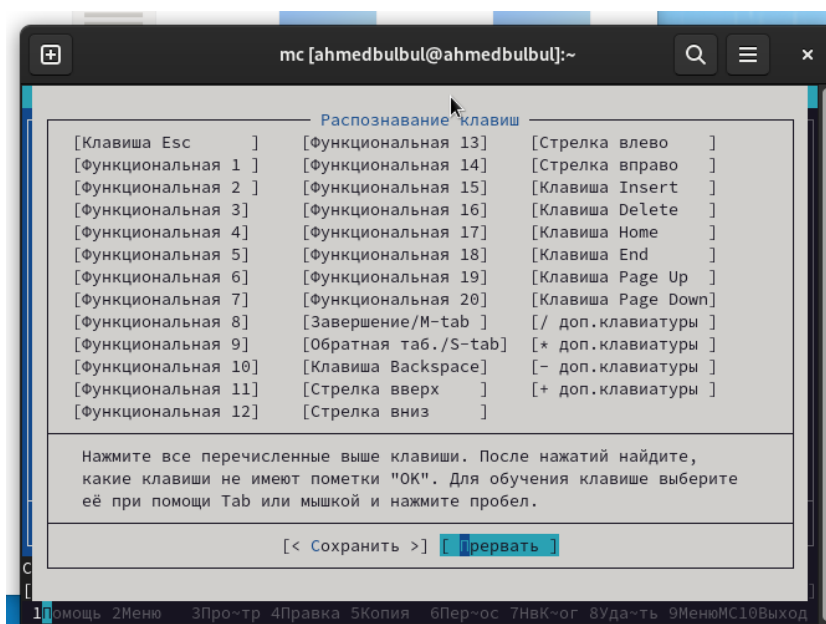 mc [ahmedbulbul@ahmedbulbul]:~
Распознавание клавиш
[Клавиша Esc ] [Функциональная 13] [Стрелка влево ]
[Функциональная 1 ] [Функциональная 14] [Стрелка вправо ]
[Функциональная 2 ] [Функциональная 15] [Клавиша Insert ]
[Функциональная 3] [Функциональная 16] [Клавиша Delete ]
[Функциональная 4] [Функциональная 17] [Клавиша Home ]
[Функциональная 5] [Функциональная 18] [Клавиша End ]
[Функциональная 6] [Функциональная 19] [Клавиша Page Up ]
[Функциональная 7] [Функциональная 20] [Клавиша Page Down]
[Функциональная 8] [Завершение/M-tab ] [/ доп.клавиатуры ]
[Функциональная 9] [Обратная таб./S-tab] [* доп.клавиатуры ]
[Функциональная 10] [Клавиша Backspace] [- доп.клавиатуры ]
[Функциональная 11] [Стрелка вверх ] [+ доп.клавиатуры ]
[Функциональная 12] [Стрелка вниз ]
Нажмите все перечисленные выше клавиши. После нажатий найдите,
какие клавиши не имеют пометки "OK". Для обучения клавише выберите
её при помощи Tab или мышкой и нажмите пробел.
[< Сохранить >] [ Прервать ]
С
[ ]
1Помощь 2Меню 3Про~тр 4Правка 5Копия 6Пер~ос 7НвК~ог 8Уда~ть 9МенюMC10Выход